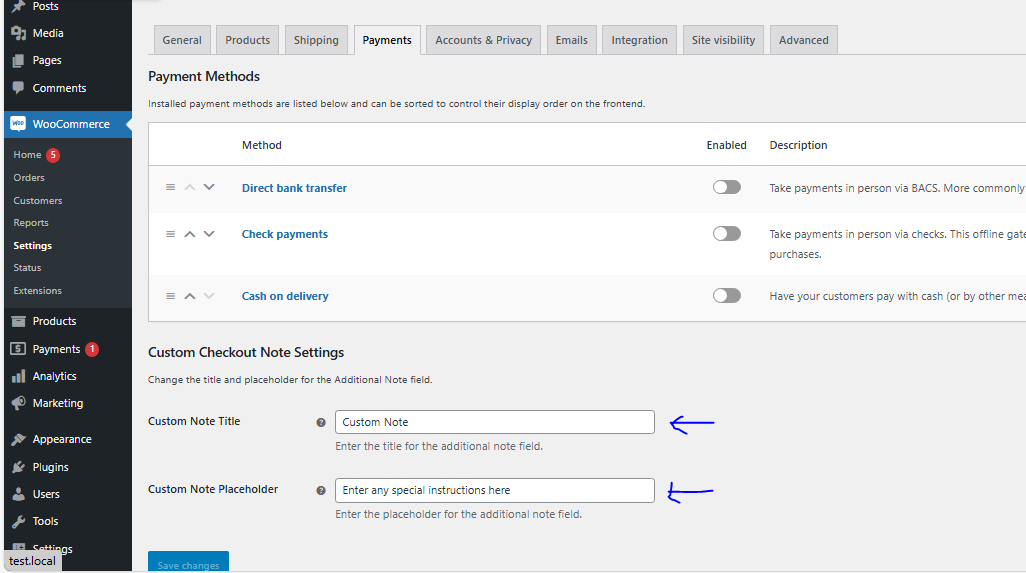 Posts
Media
Pages
Comments
WooCommerce
Home 5
Orders
Customers
Reports
Settings
Status
Extensions
Products
Payments 1
Analytics
Marketing
Appearance
Plugins
Users
Tools
Settings
test.local
General Products Shipping Payments Accounts & Privacy Emails Integration Site visibility Advanced
Payment Methods
Installed payment methods are listed below and can be sorted to control their display order on the frontend.
Method Enabled Description
Direct bank transfer Take payments in person via BACS. More commonly
Check payments Take payments in person via checks. This offline gate
purchases.
Cash on delivery Have your customers pay with cash (or by other mea
Custom Checkout Note Settings
Change the title and placeholder for the Additional Note field.
Custom Note Title ? Custom Note
Enter the title for the additional note field.
Custom Note Placeholder ? Enter any special instructions here
Enter the placeholder for the additional note field.
Save changes